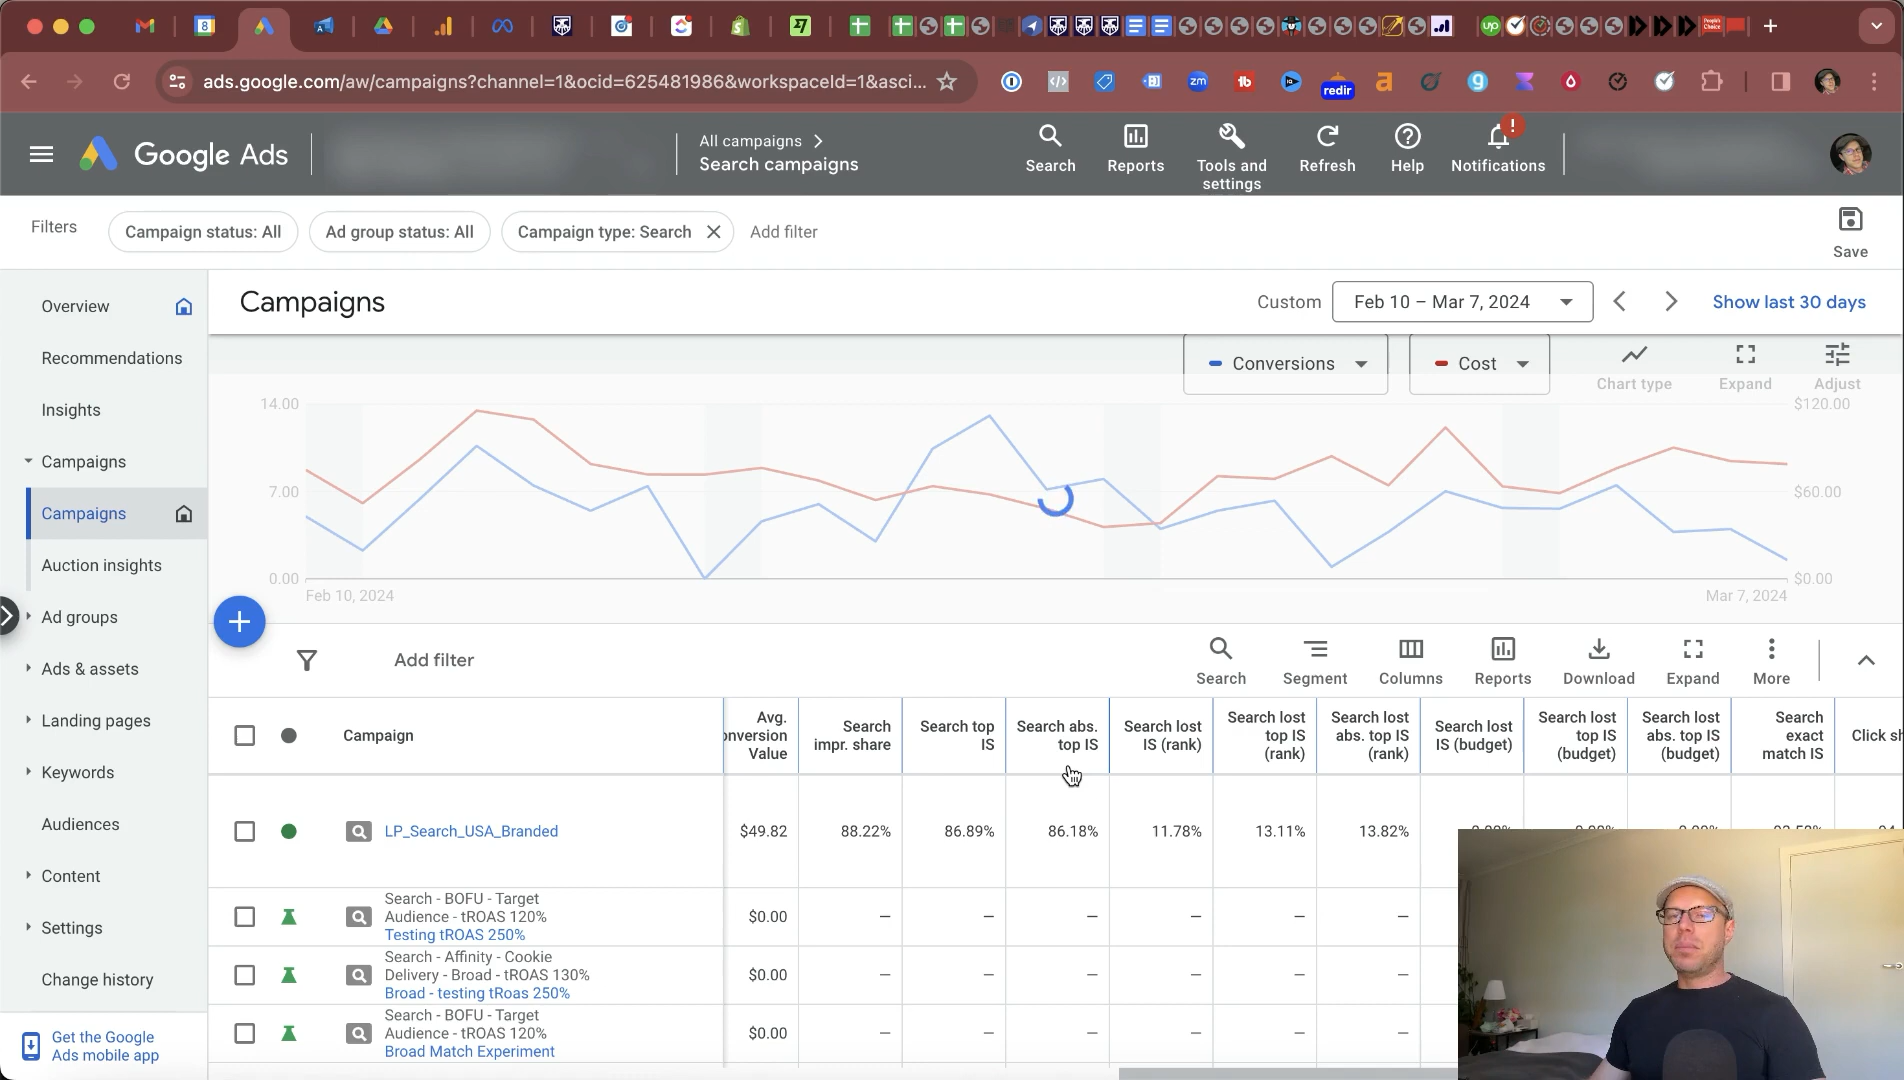 ads.google.com/aw/campaigns?channel=1&ocid=625481986&workspaceId=1&asci...
redir
Google Ads
All campaigns
Search campaigns
Search
Reports
Tools and settings
Refresh
Help
Notifications
Filters
Campaign status: All
Ad group status: All
Campaign type: Search
Add filter
Save
Overview
Recommendations
Insights
Campaigns
Campaigns
Auction insights
Ad groups
Ads & assets
Landing pages
Keywords
Audiences
Content
Settings
Change history
Get the Google
Ads mobile app
Campaigns
Custom
Feb 10 – Mar 7, 2024
Show last 30 days
Conversions
Cost
Chart type
Expand
Adjust
14.00
$120.00
7.00
$60.00
0.00
$0.00
Feb 10, 2024
Mar 7, 2024
Add filter
Search
Segment
Columns
Reports
Download
Expand
More
Campaign
Avg. onversion Value
Search impr. share
Search top IS
Search abs. top IS
Search lost IS (rank)
Search lost top IS (rank)
Search lost abs. top IS (rank)
Search lost IS (budget)
Search lost top IS (budget)
Search lost abs. top IS (budget)
Search exact match IS
Click sh
LP_Search_USA_Branded
$49.82
88.22%
86.89%
86.18%
11.78%
13.11%
13.82%
Search - BOFU - Target
Audience - tROAS 120%
Testing tROAS 250%
$0.00
–
–
–
–
–
–
Search - Affinity - Cookie
Delivery - Broad - tROAS 130%
Broad - testing tRoas 250%
$0.00
–
–
–
–
–
–
Search - BOFU - Target
Audience - tROAS 120%
Broad Match Experiment
$0.00
–
–
–
–
–
–